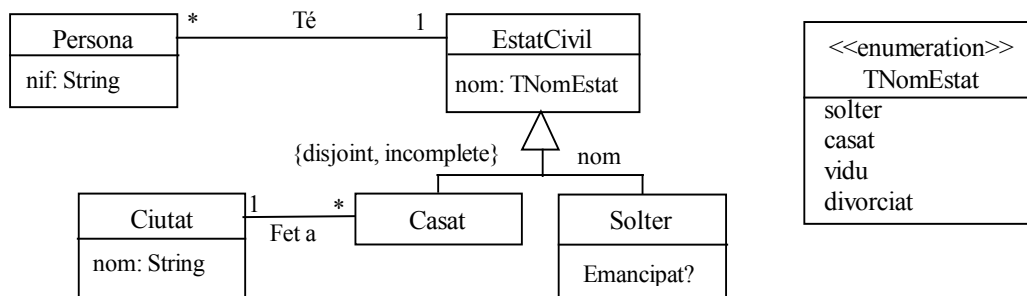 * Té 1
Persona
nif: String
EstatCivil
nom: TNomEstat
<<enumeration>>
TNomEstat
solter
casat
vidu
divorciat
{disjoint, incomplete}
nom
Ciutat
nom: String
1 *
Fet a
Casat
Solter
Emancipat?